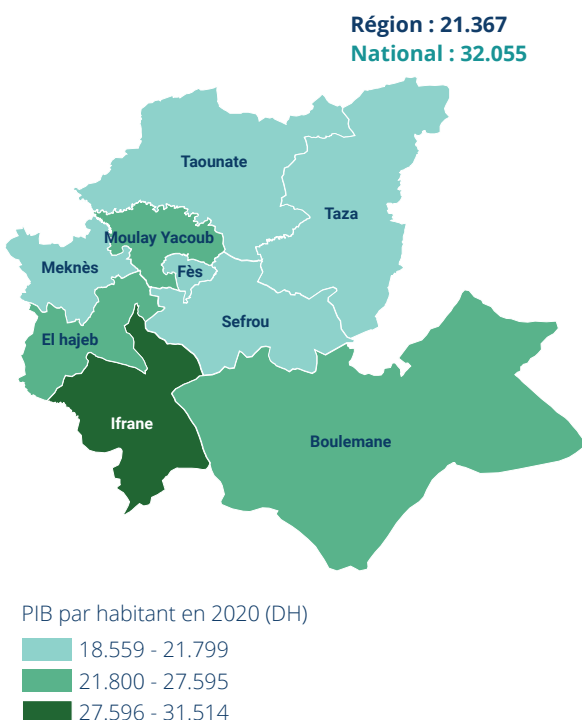 Région : 21.367
National : 32.055
Taounate
Taza
Moulay Yacoub
Meknès
Fès
Sefrou
El hajeb
Ifrane
Boulemane
PIB par habitant en 2020 (DH)
18.559 - 21.799
21.800 - 27.595
27.596 - 31.514